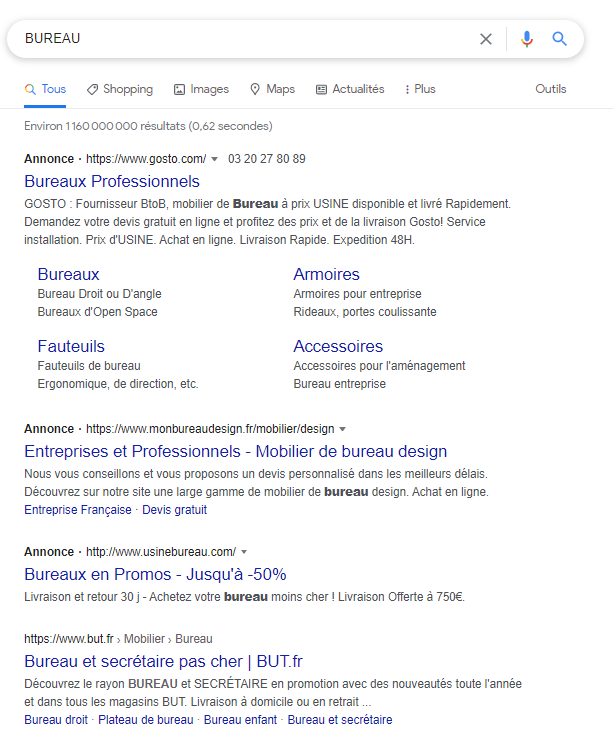 BUREAU
Tous Shopping Images Maps Actualités Plus Outils
Environ 1 160 000 000 résultats (0,62 secondes)
Annonce · https://www.gosto.com/ 03 20 27 80 89
Bureaux Professionnels
GOSTO : Fournisseur BtoB, mobilier de Bureau à prix USINE disponible et livré Rapidement.
Demandez votre devis gratuit en ligne et profitez des prix et de la livraison Gosto! Service
installation. Prix d'USINE. Achat en ligne. Livraison Rapide. Expedition 48H.
Bureaux
Bureau Droit ou D'angle
Bureaux d'Open Space
Armoires
Armoires pour entreprise
Rideaux, portes coulissante
Fauteuils
Fauteuils de bureau
Ergonomique, de direction, etc.
Accessoires
Accessoires pour l'aménagement
Bureau entreprise
Annonce · https://www.monbureaudesign.fr/mobilier/design
Entreprises et Professionnels - Mobilier de bureau design
Nous vous conseillons et vous proposons un devis personnalisé dans les meilleurs délais.
Découvrez sur notre site une large gamme de mobilier de bureau design. Achat en ligne.
Entreprise Française · Devis gratuit
Annonce · http://www.usinebureau.com/
Bureaux en Promos - Jusqu'à -50%
Livraison et retour 30 j - Achetez votre bureau moins cher ! Livraison Offerte à 750€.
https://www.but.fr › Mobilier › Bureau
Bureau et secrétaire pas cher | BUT.fr
Découvrez le rayon BUREAU et SECRÉTAIRE en promotion avec des nouveautés toute l'année
et dans tous les magasins BUT. Livraison à domicile ou en retrait ...
Bureau droit · Plateau de bureau · Bureau enfant · Bureau et secrétaire